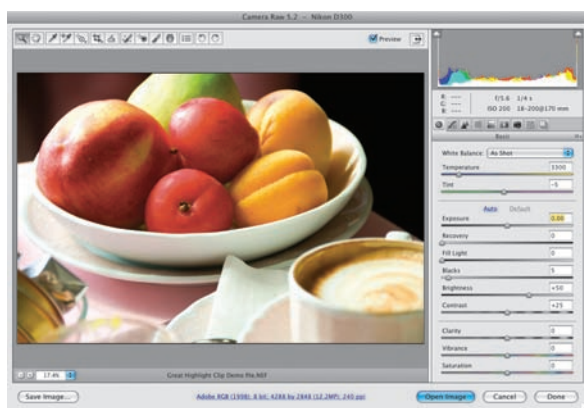 Camera Raw 5.2 – Nikon D300
Preview
R: ---
G: ---
B: ---
f/5.6 1/4 s
ISO 200 18-200@170 mm
Basic
White Balance: As Shot
Temperature 3300
Tint -5
Auto Default
Exposure 0.00
Recovery 0
Fill Light 0
Blacks 5
Brightness +50
Contrast +25
Clarity 0
Vibrance 0
Saturation 0
17.4%
Great Highlight Clip Demo Pix.NEF
Save Image...
Adobe RGB (1998); 8 bit; 4288 by 2848 (12.2MP); 240 ppi
Open Image
Cancel
Done